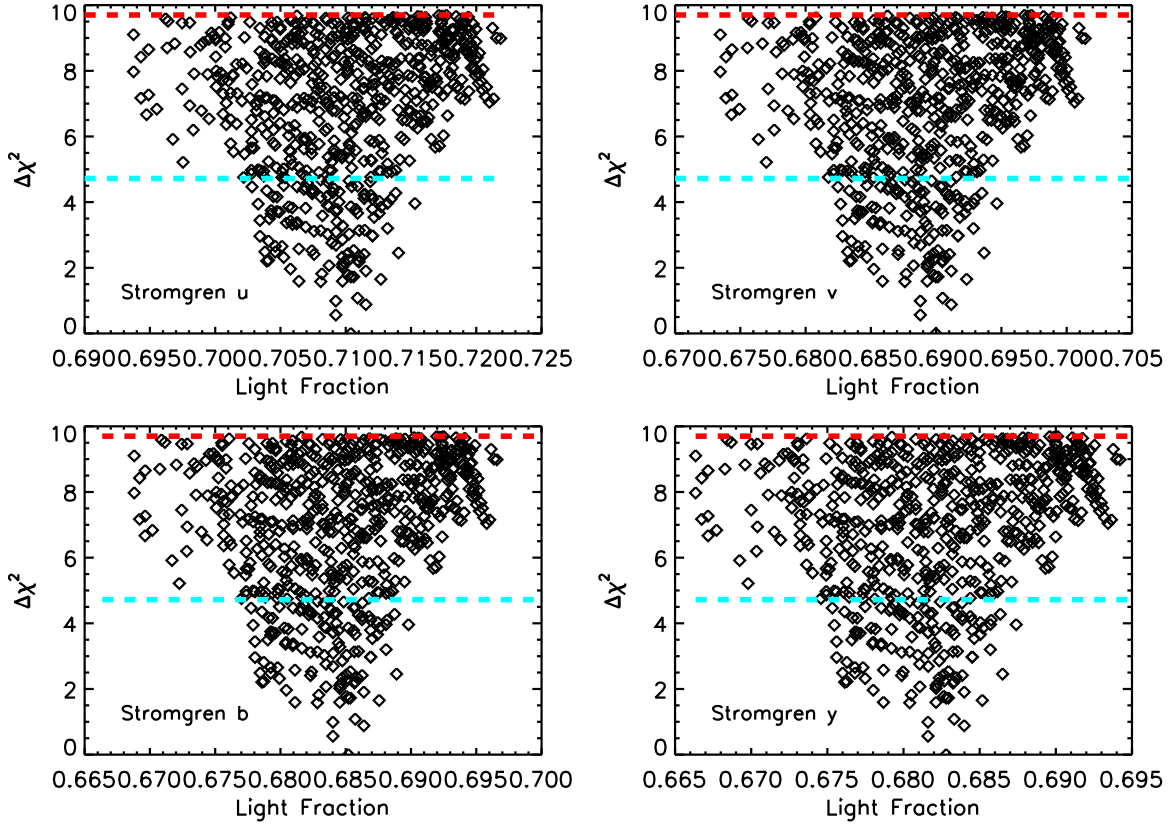 10
8
6
4
2
0
Δχ²
Stromgren u
0.6900.6950.7000.7050.7100.7150.7200.725
Light Fraction
10
8
6
4
2
0
Δχ²
Stromgren v
0.6700.6750.6800.6850.6900.6950.7000.705
Light Fraction
10
8
6
4
2
0
Δχ²
Stromgren b
0.6650.6700.6750.6800.6850.6900.6950.700
Light Fraction
10
8
6
4
2
0
Δχ²
Stromgren y
0.665 0.670 0.675 0.680 0.685 0.690 0.695
Light Fraction